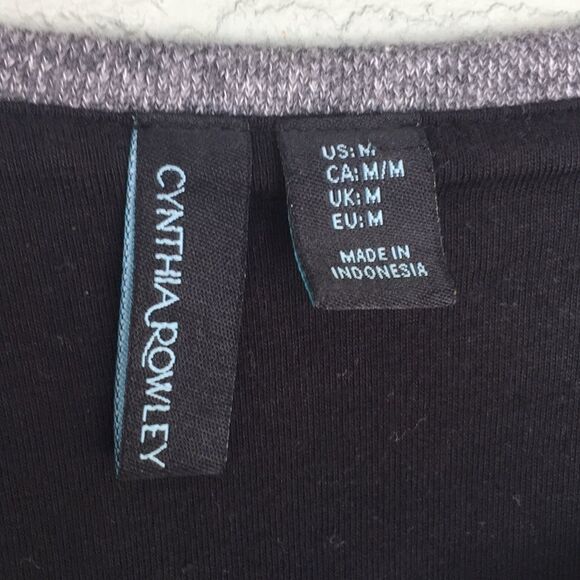 CYNTHIA ROWLEY
US: M
CA: M/M
UK: M
EU: M
MADE IN
INDONESIA